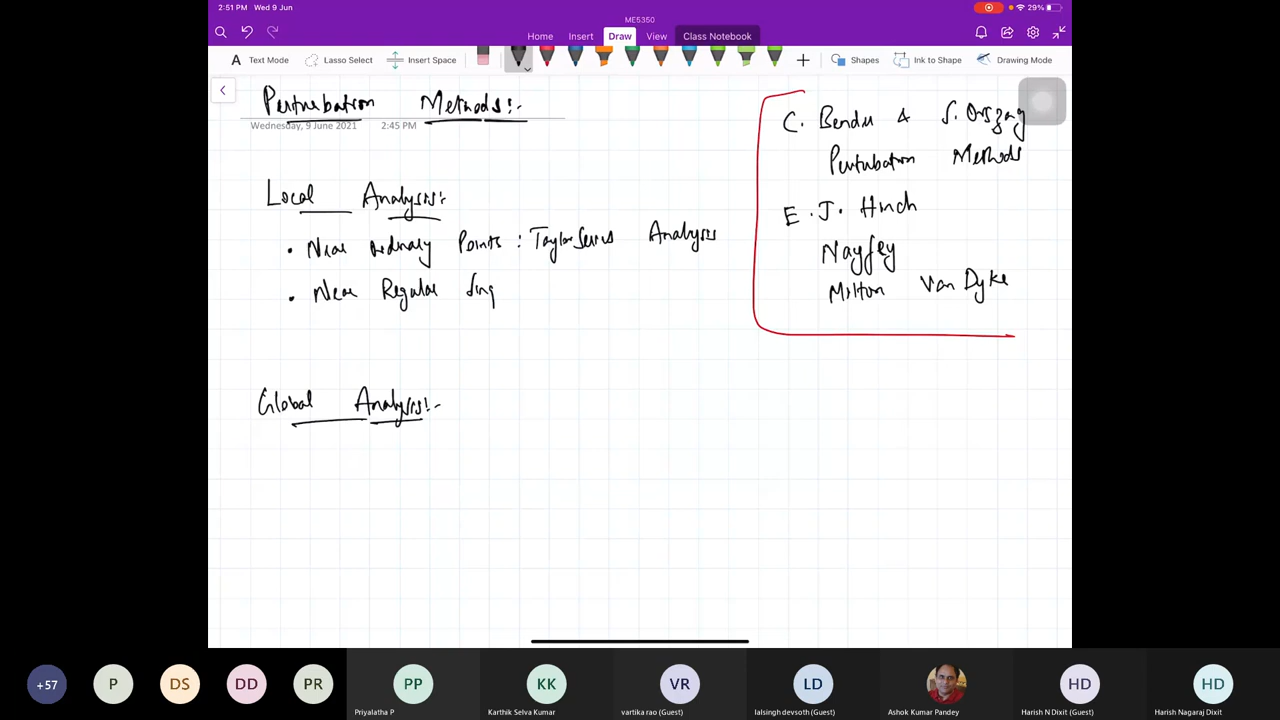 2:51 PM Wed 9 Jun
29%
ME5350
Home Insert Draw View Class Notebook
A Text Mode Lasso Select Insert Space Shapes Ink to Shape Drawing Mode
Perturbation Methods:-
Wednesday, 9 June 2021 2:45 PM
C. Bender & S. Orszag
Perturbation Methods
E. J. Hinch
Nayfey
Milton Van Dyke
Local Analysis:
• Near ordinary Points : Taylor Series Analysis
• Near Regular Sing
Global Analysis:-
+57 P DS DD PR PP KK VR LD HD HD
Priyalatha P Karthik Selva Kumar vartika rao (Guest) lalsingh devsoth (Guest) Ashok Kumar Pandey Harish N Dixit (Guest) Harish Nagaraj Dixit